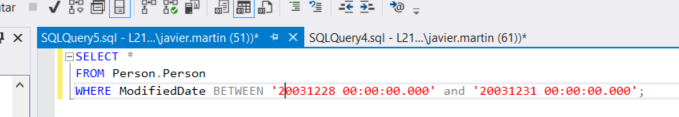 utar
SQLQuery5.sql - L21...\javier.martin (51))*
SQLQuery4.sql - L21...\javier.martin (61))*
SELECT *
FROM Person.Person
WHERE ModifiedDate BETWEEN '20031228 00:00:00.000' and '20031231 00:00:00.000';